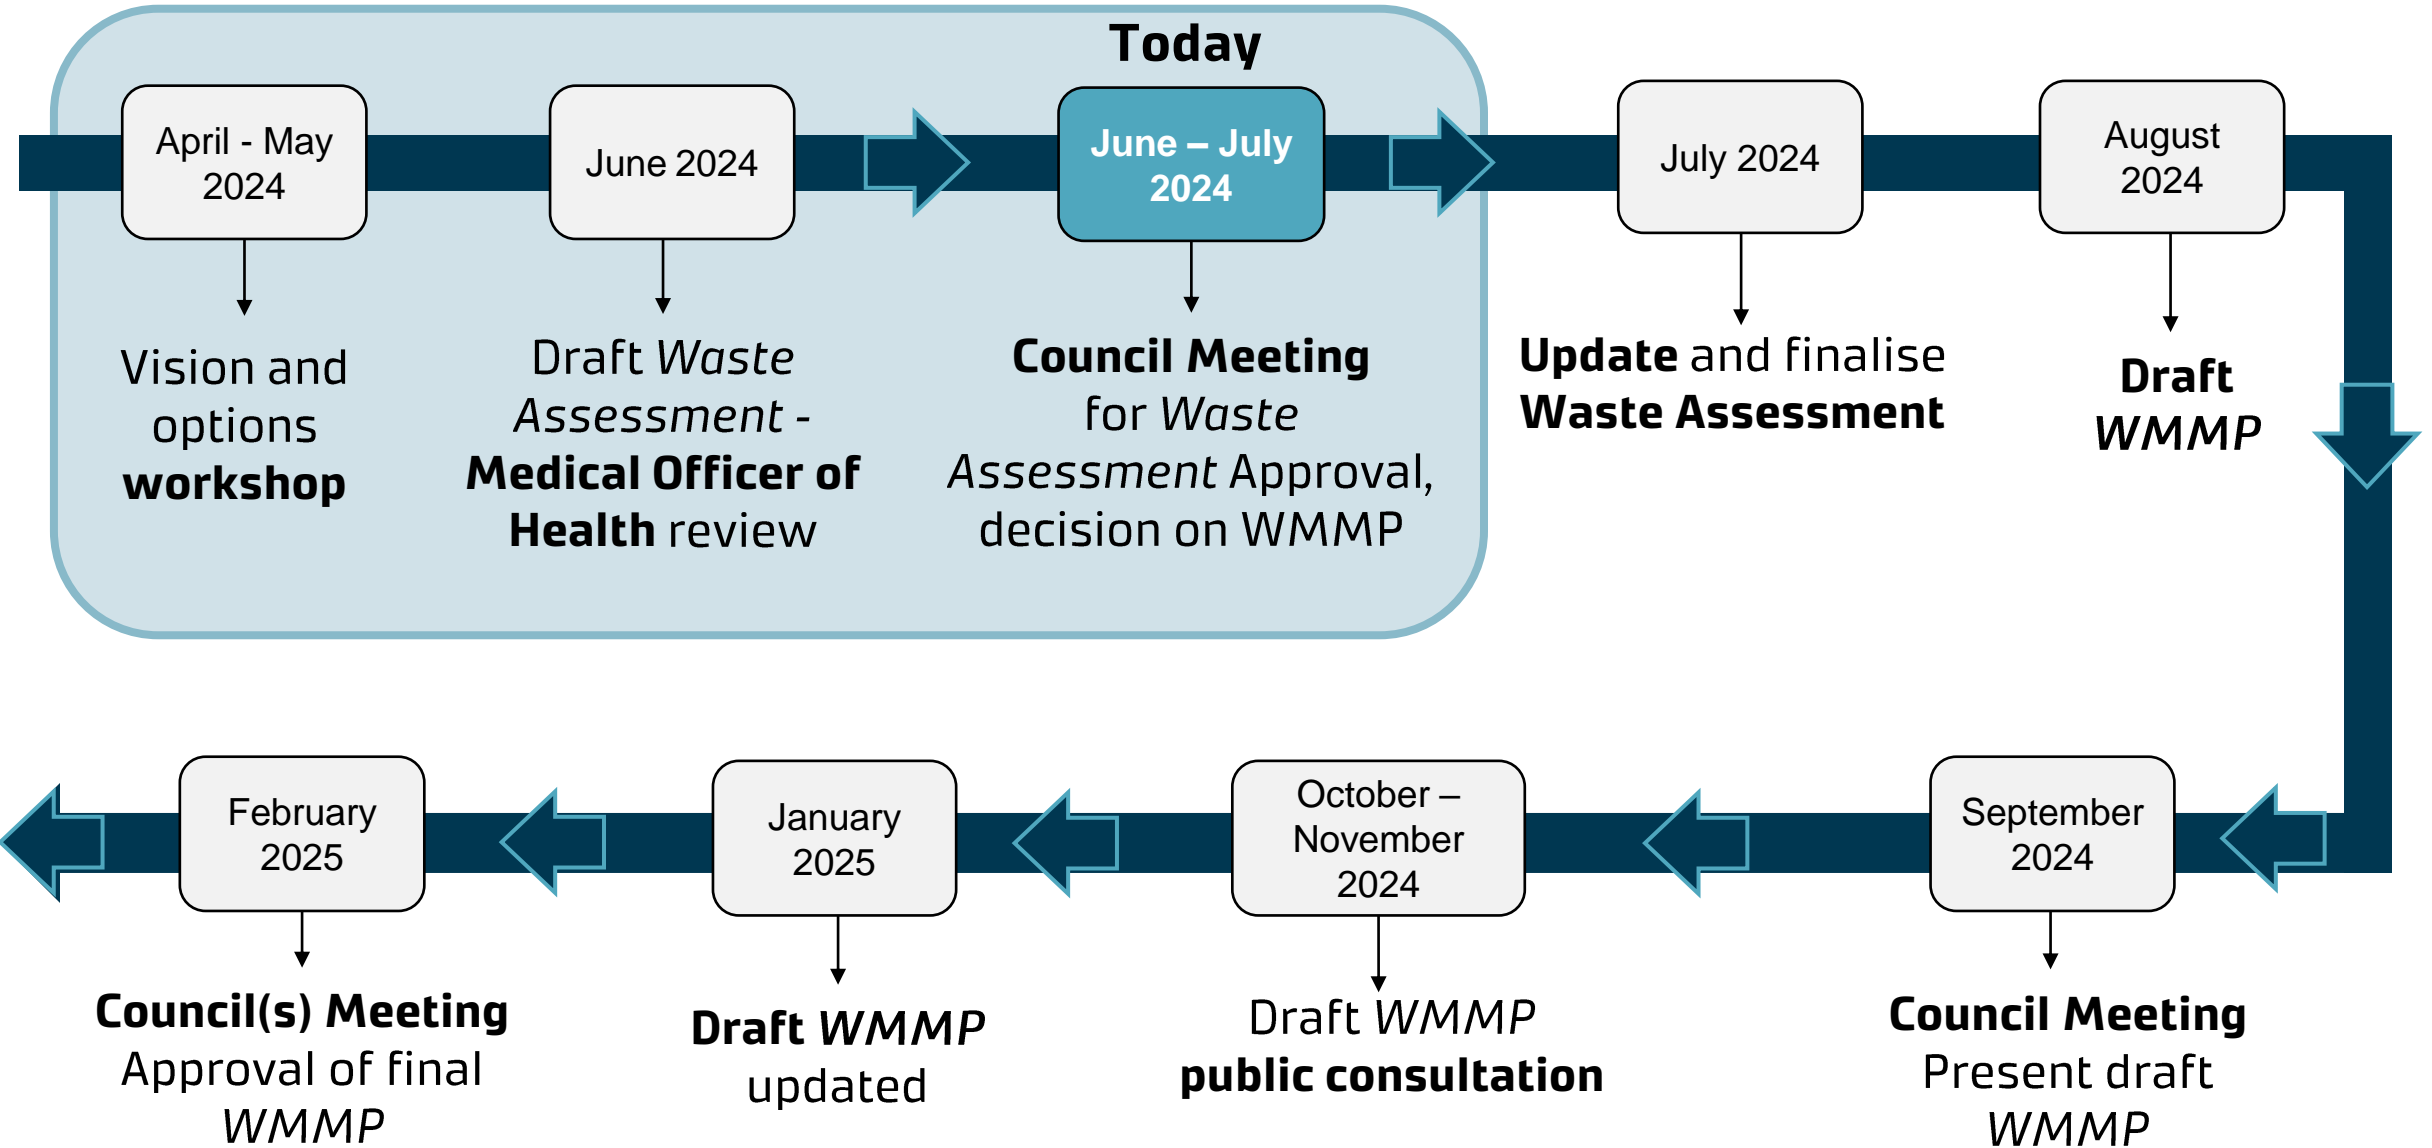 Today
April - May
2024
June 2024
June – July
2024
July 2024
August
2024
Vision and
options
workshop
Draft Waste
Assessment -
Medical Officer of
Health review
Council Meeting
for Waste
Assessment Approval,
decision on WMMP
Update and finalise
Waste Assessment
Draft
WMMP
September
2024
October –
November
2024
January
2025
February
2025
Council Meeting
Present draft
WMMP
Draft WMMP
public consultation
Draft WMMP
updated
Council(s) Meeting
Approval of final
WMMP